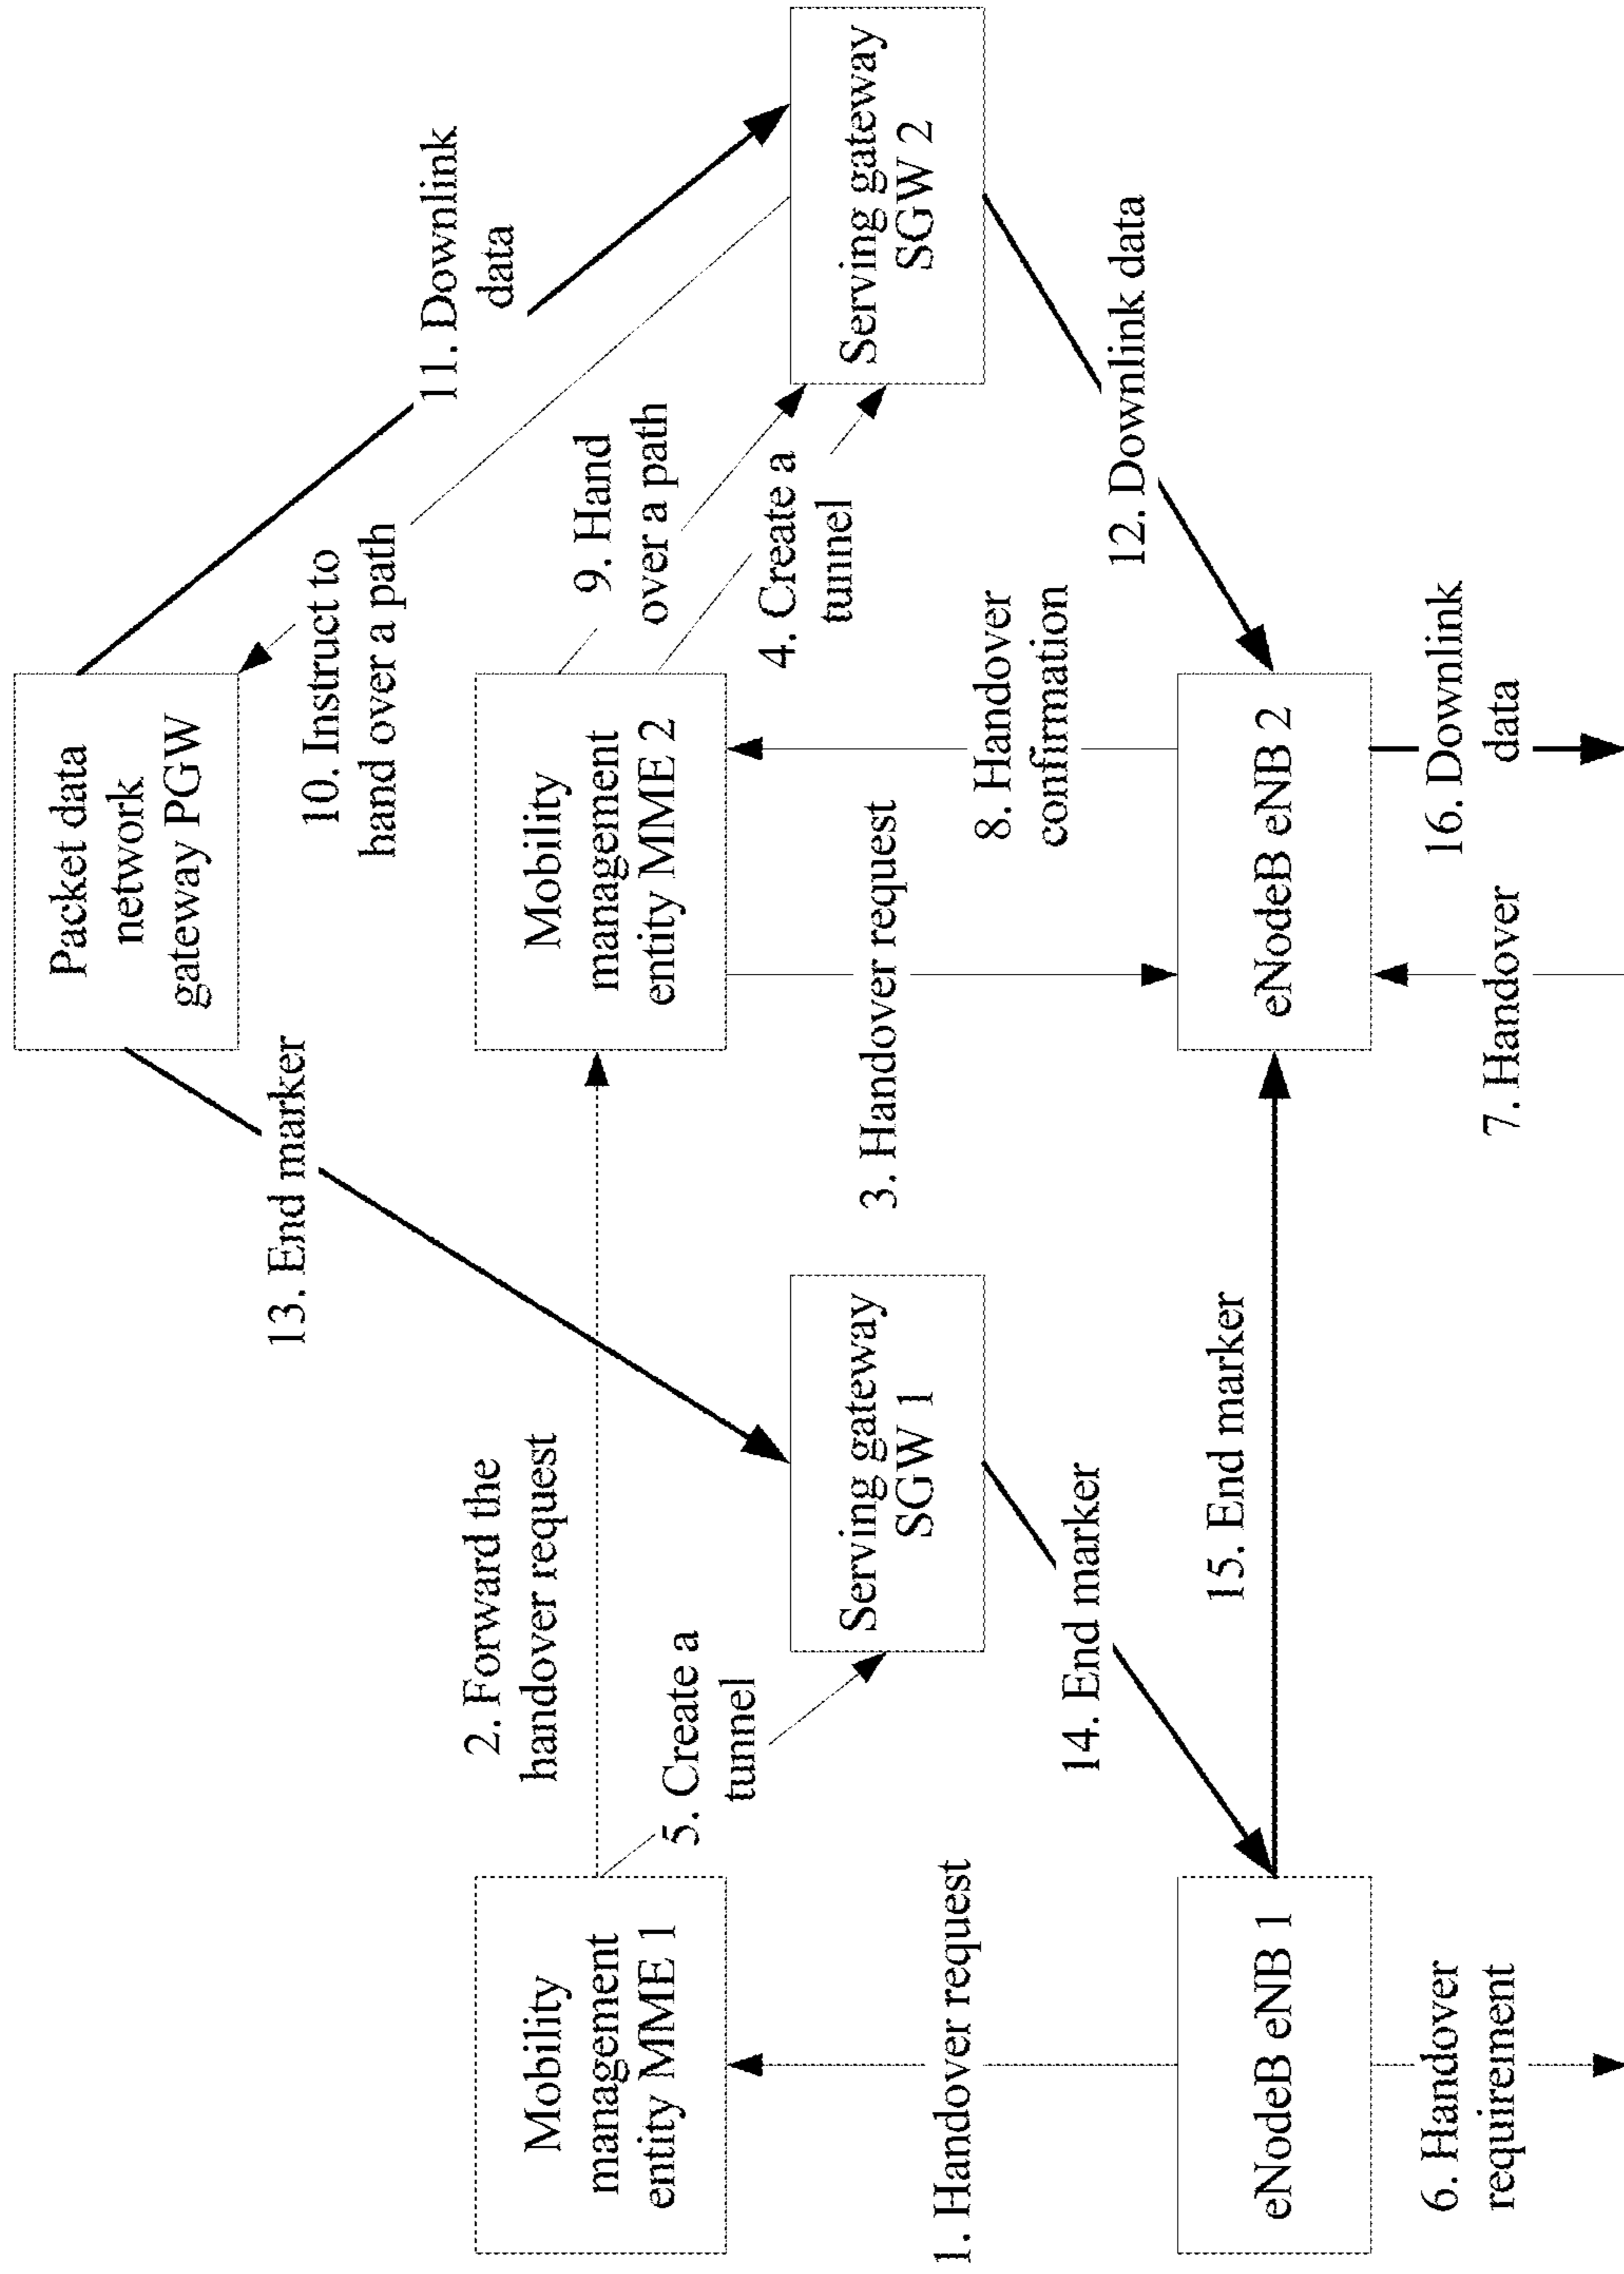 Packet data
network
gateway PGW
13. End marker
10. Instruct to
hand over a path
11. Downlink
data
2. Forward the
handover request
Mobility
management
entity MME 1
Mobility
management
entity MME 2
9. Hand
over a path
5. Create a
tunnel
4. Create a
tunnel
Serving gateway
SGW 1
Serving gateway
SGW 2
1. Handover request
3. Handover request
8. Handover
confirmation
14. End marker
12. Downlink data
15. End marker
eNodeB eNB 1
eNodeB eNB 2
6. Handover
requirement
7. Handover
16. Downlink
data